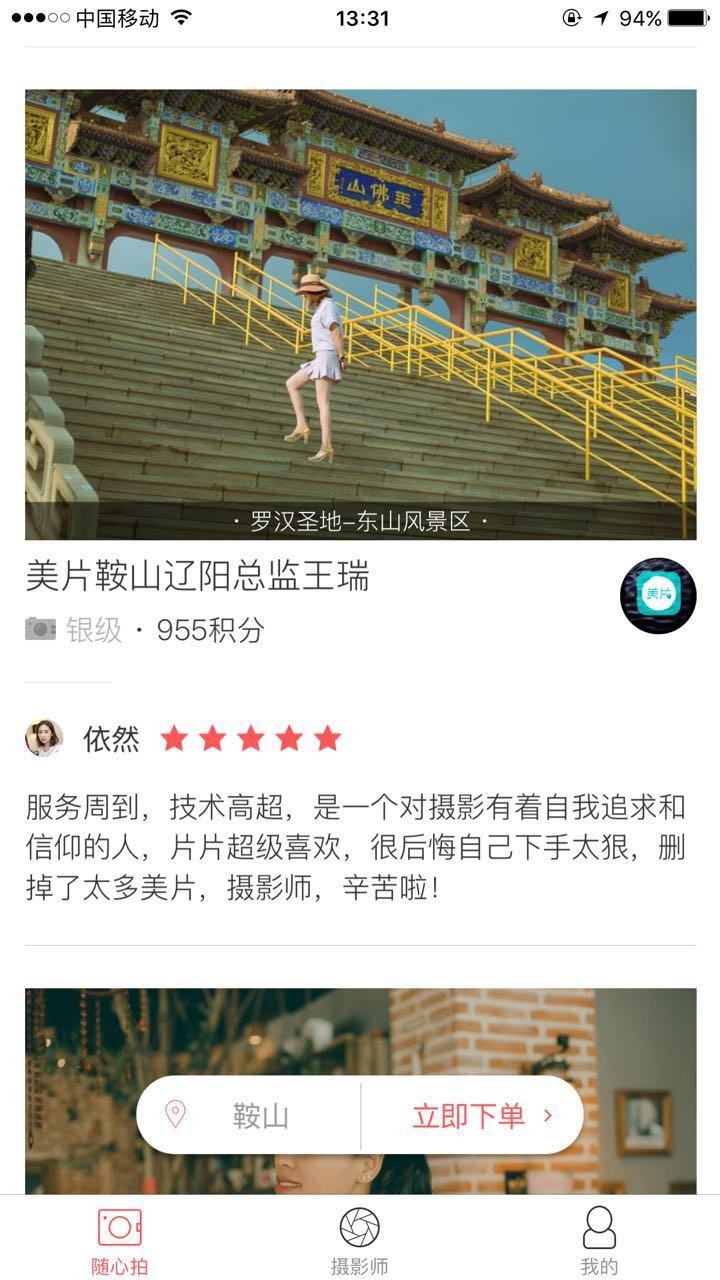 中国移动
13:31
94%
山佛玉
· 罗汉圣地-东山风景区 ·
美片鞍山辽阳总监王瑞
美片
银级 · 955积分
依然
服务周到，技术高超，是一个对摄影有着自我追求和
信仰的人，片片超级喜欢，很后悔自己下手太狠，删
掉了太多美片，摄影师，辛苦啦！
鞍山
立即下单 >
随心拍
摄影师
我的